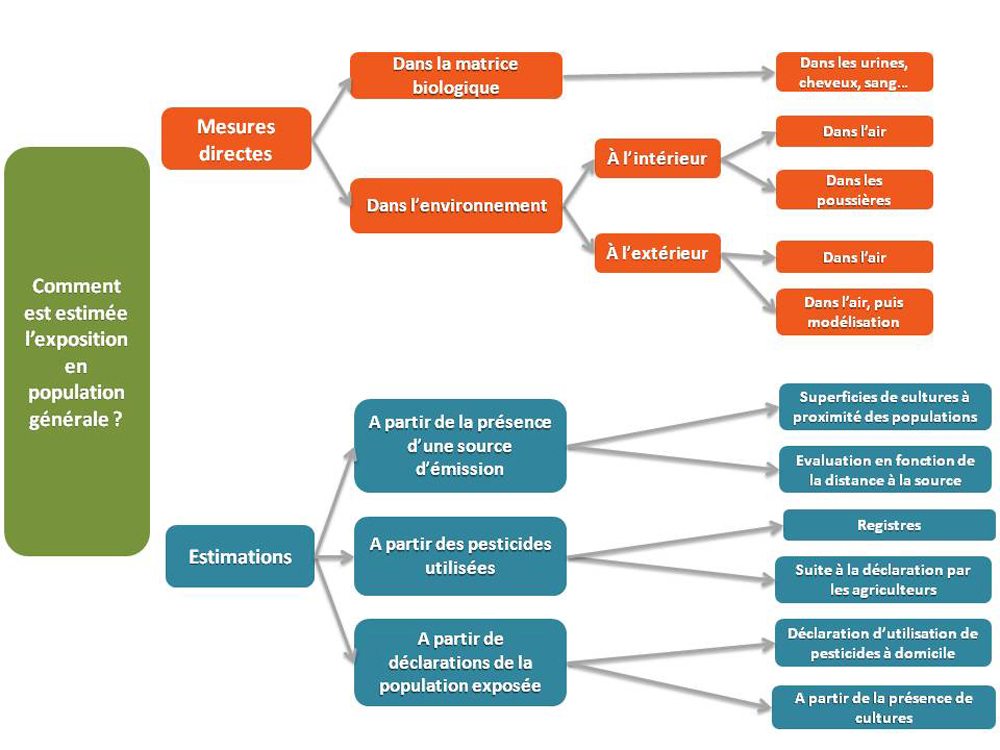 Comment
est estimée
l'exposition
en
population
générale ?
Mesures
directes
Dans la matrice
biologique
Dans les urines,
cheveux, sang...
Dans l'environnement
À l'intérieur
Dans l'air
Dans les
poussières
À l'extérieur
Dans l'air
Dans l'air, puis
modélisation
Estimations
A partir de la présence
d'une source
d'émission
Superficies de cultures à
proximité des populations
Evaluation en fonction de
la distance à la source
A partir des pesticides
utilisées
Registres
Suite à la déclaration par
les agriculteurs
A partir de
déclarations de la
population exposée
Déclaration d'utilisation de
pesticides à domicile
A partir de la présence de
cultures